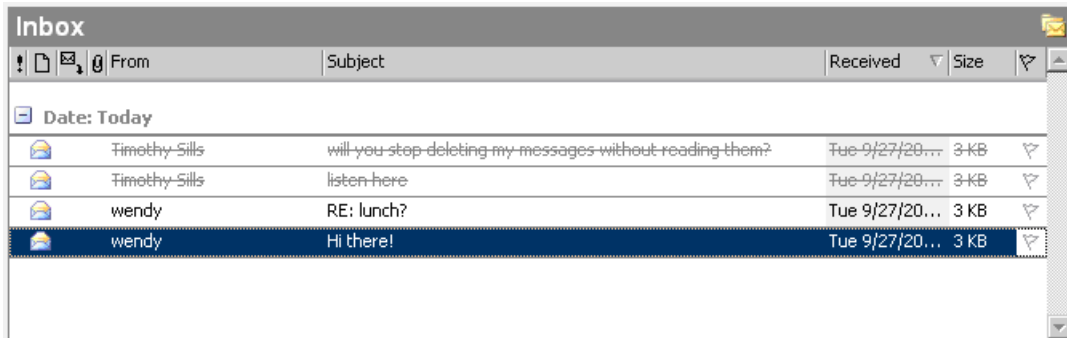 Inbox
From Subject Received Size
Date: Today
Timothy Sills will you stop deleting my messages without reading them? Tue 9/27/20... 3 KB
Timothy Sills listen here Tue 9/27/20... 3 KB
wendy RE: lunch? Tue 9/27/20... 3 KB
wendy Hi there! Tue 9/27/20... 3 KB